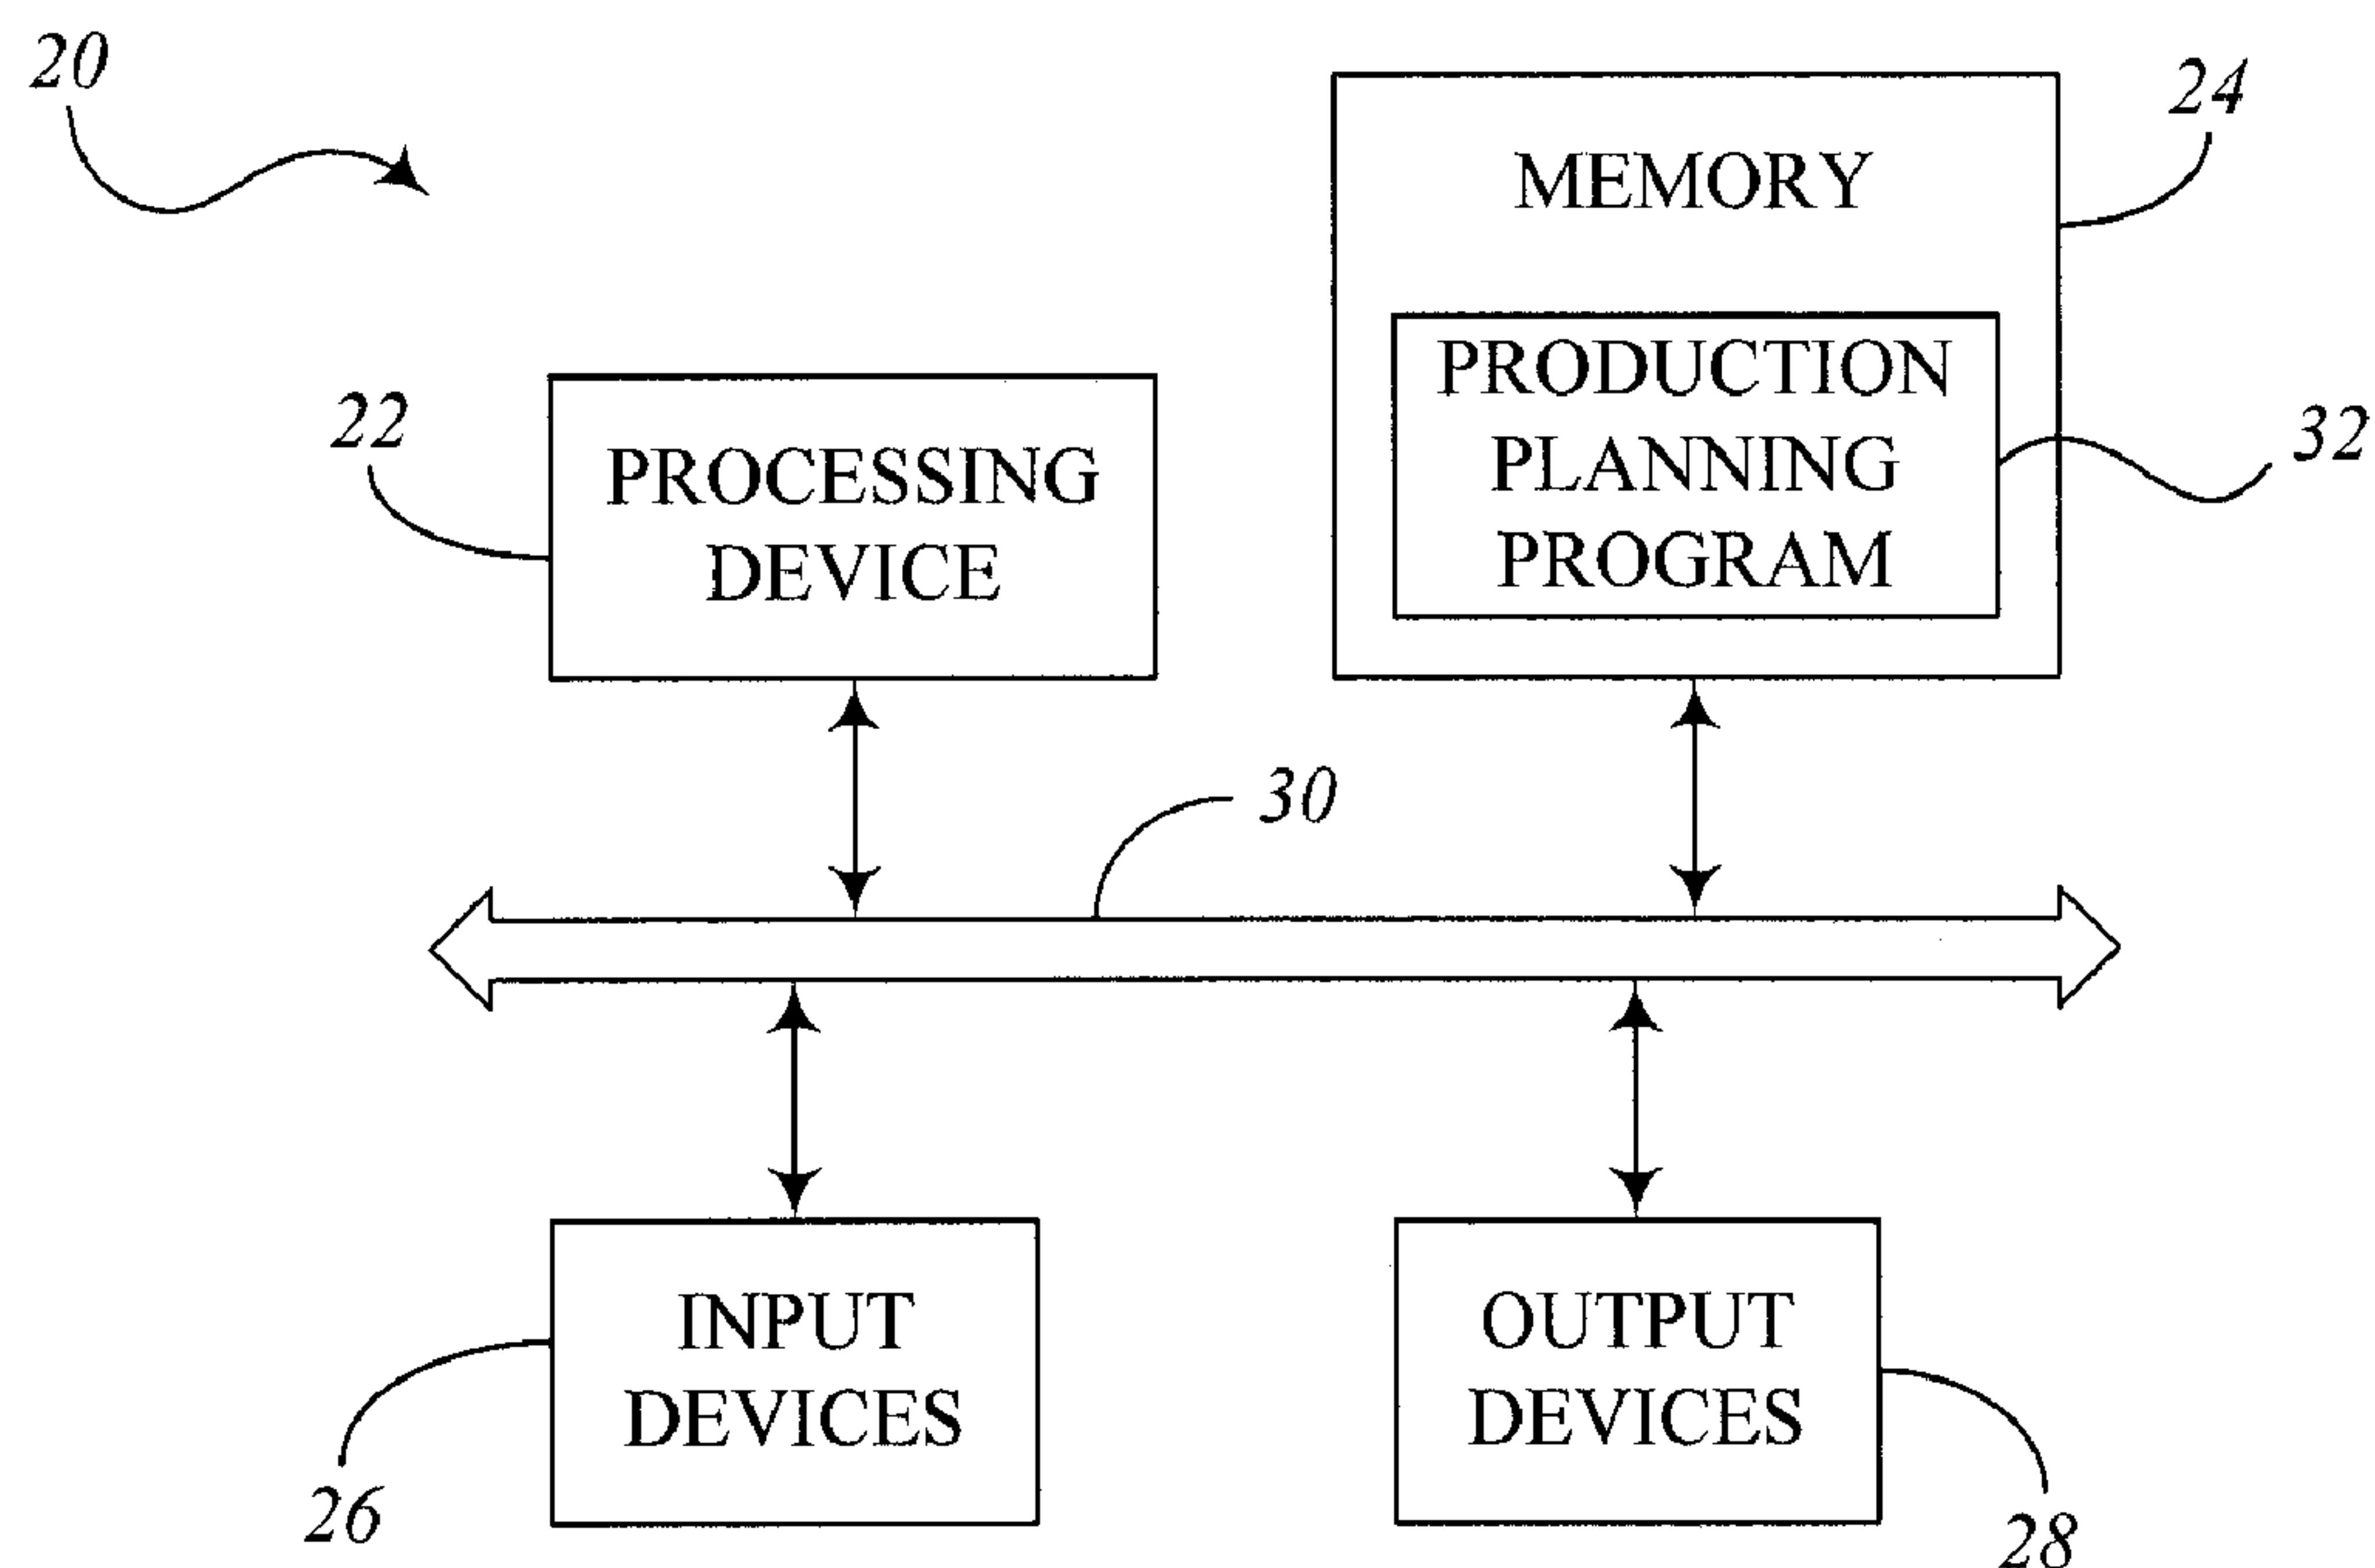 20
24
MEMORY
PRODUCTION
PLANNING
PROGRAM
32
22
PROCESSING
DEVICE
30
INPUT
DEVICES
26
OUTPUT
DEVICES
28